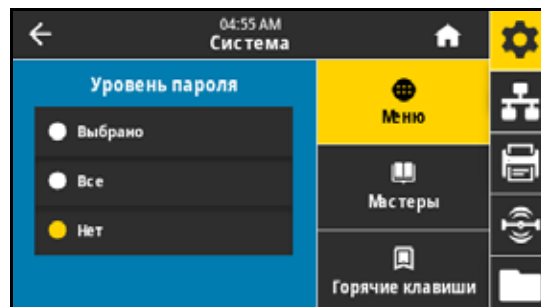 04:55 AM
Система
Уровень пароля
Выбрано
Все
Нет
Меню
Мастеры
Горячие клавиши